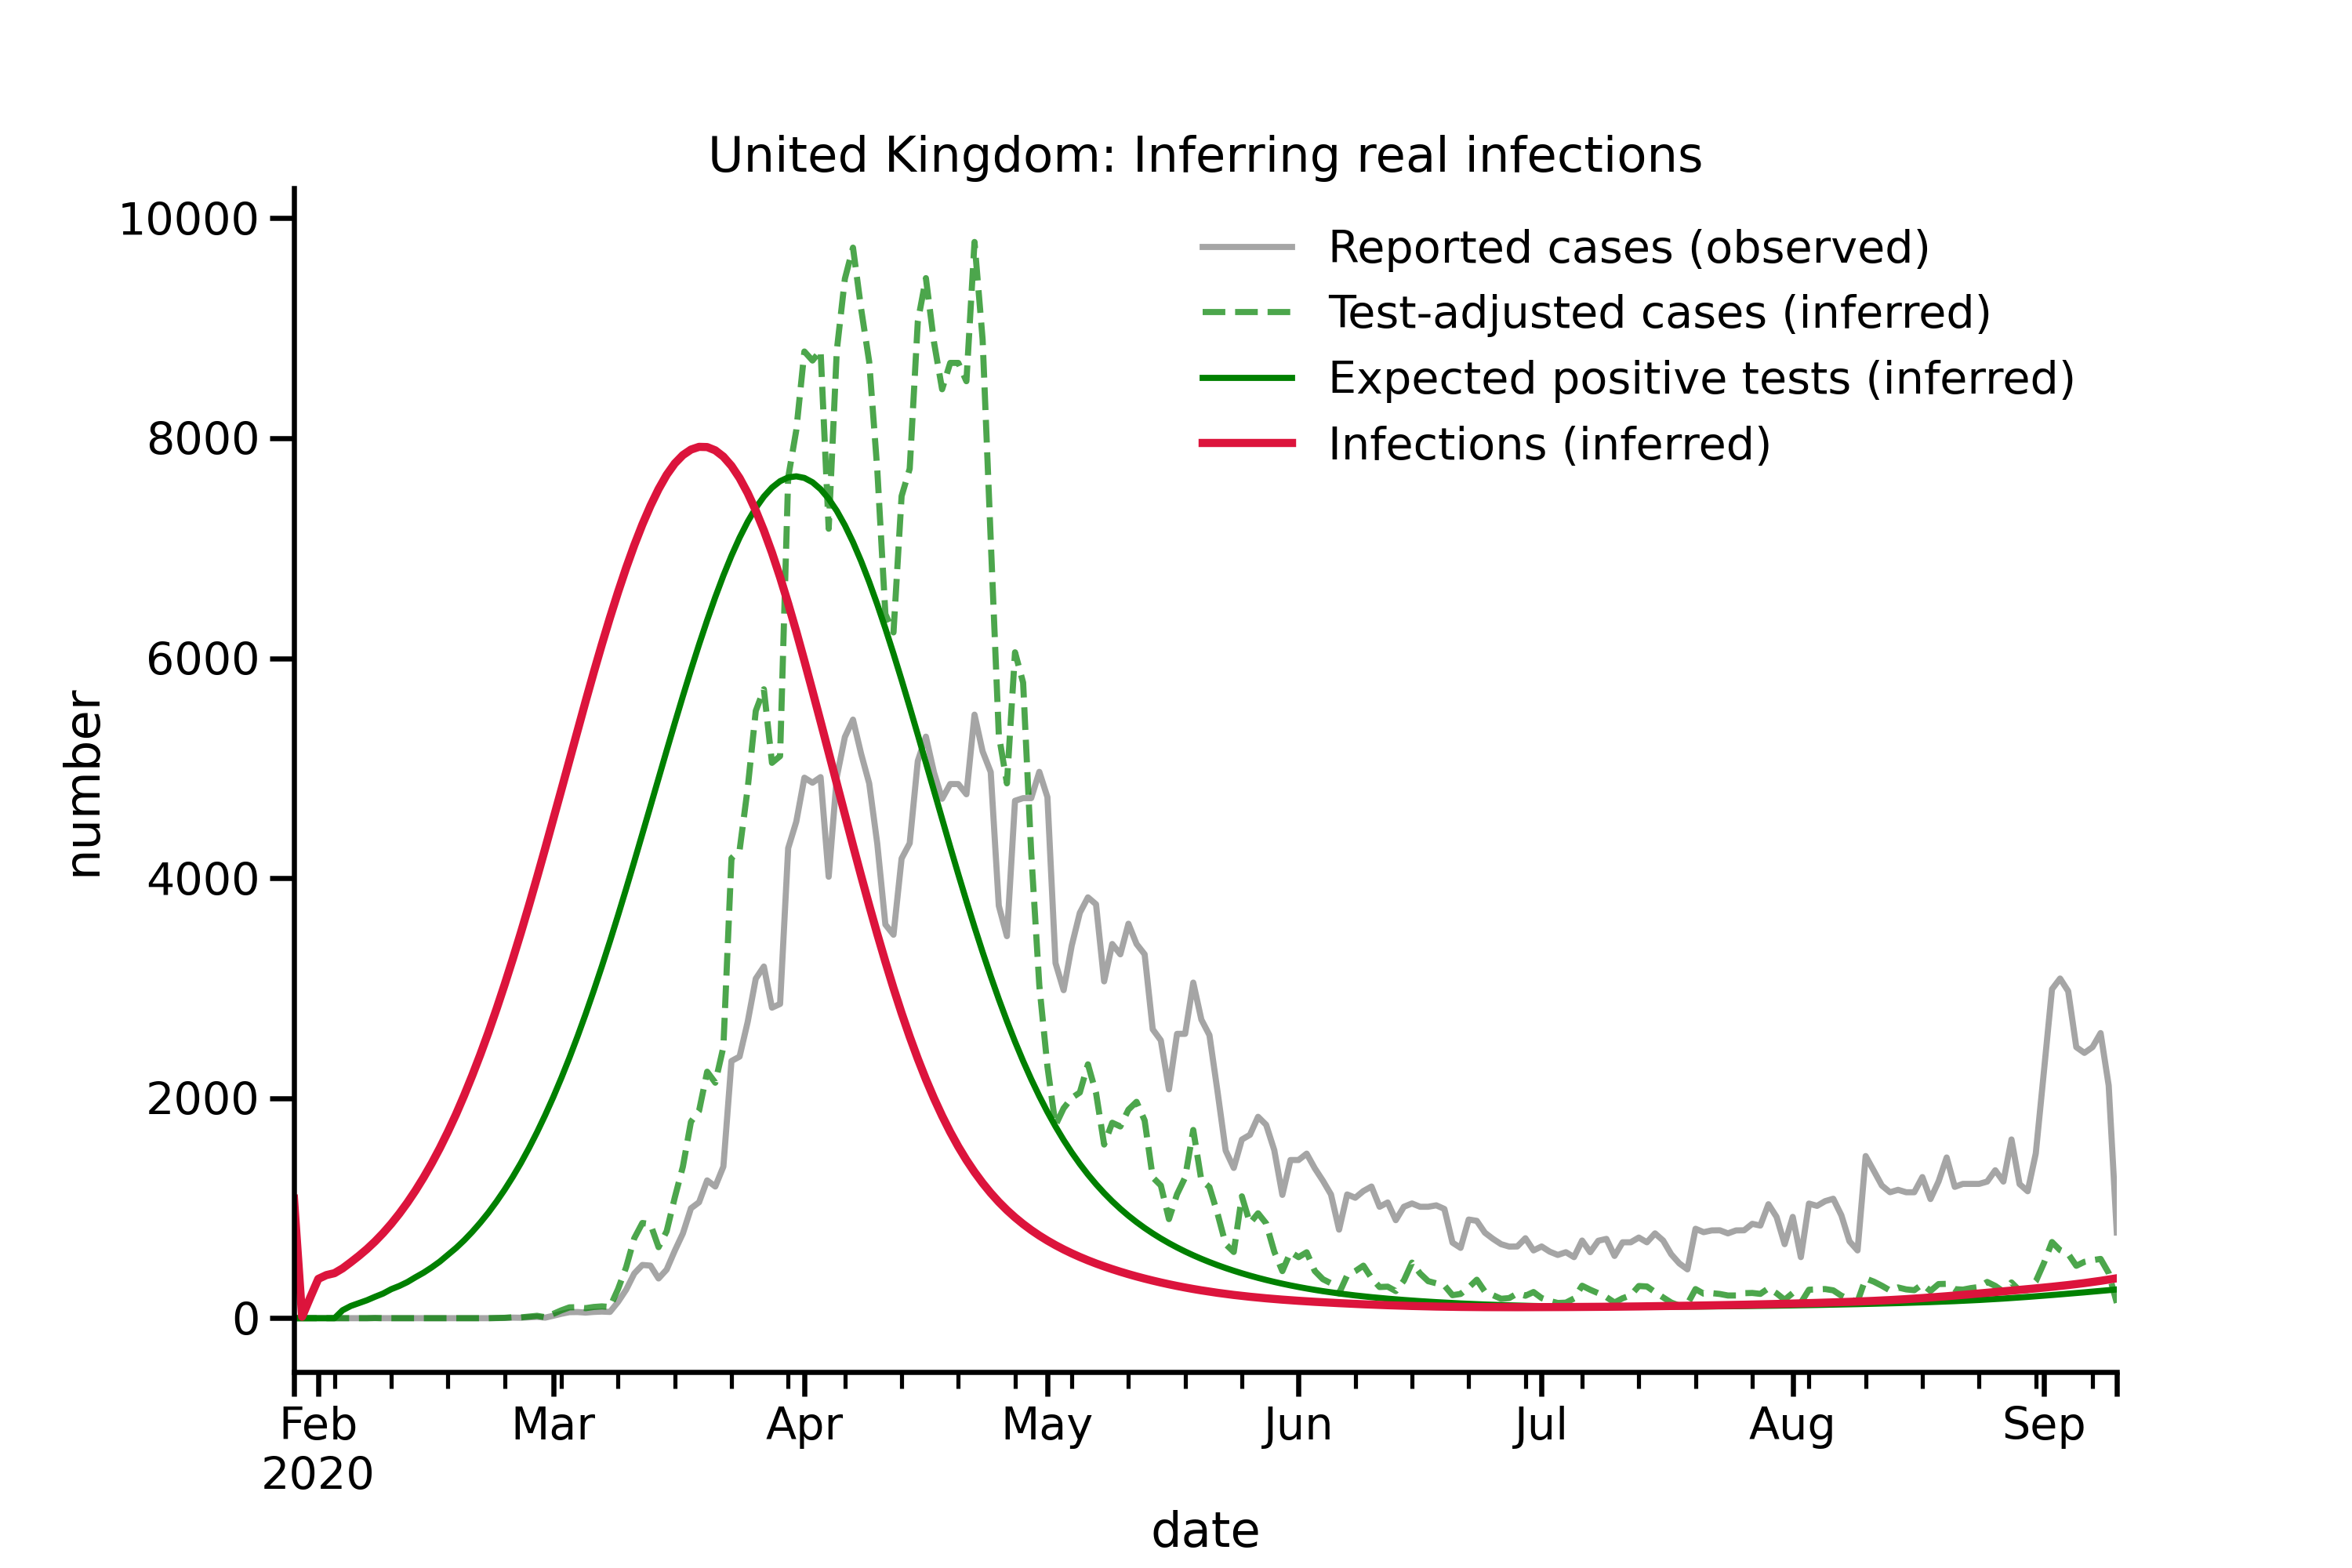 United Kingdom: Inferring real infections
10000
8000
6000
4000
2000
0
number
Reported cases (observed)
Test-adjusted cases (inferred)
Expected positive tests (inferred)
Infections (inferred)
Feb Mar Apr May Jun Jul Aug Sep
2020
date